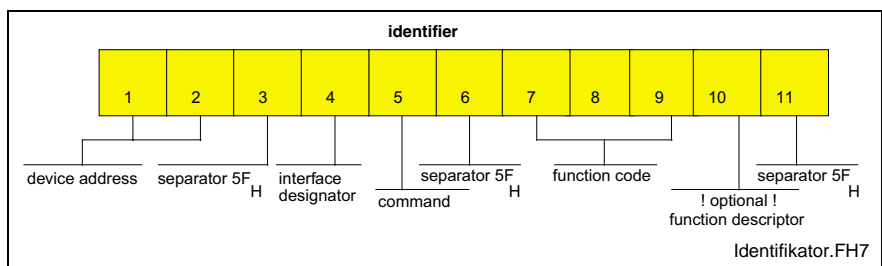 identifier
1 2 3 4 5 6 7 8 9 10 11
device address
separator 5F
H
interface
designator
command
separator 5F
H
function code
! optional !
function descriptor
separator 5F
H
Identifikator.FH7